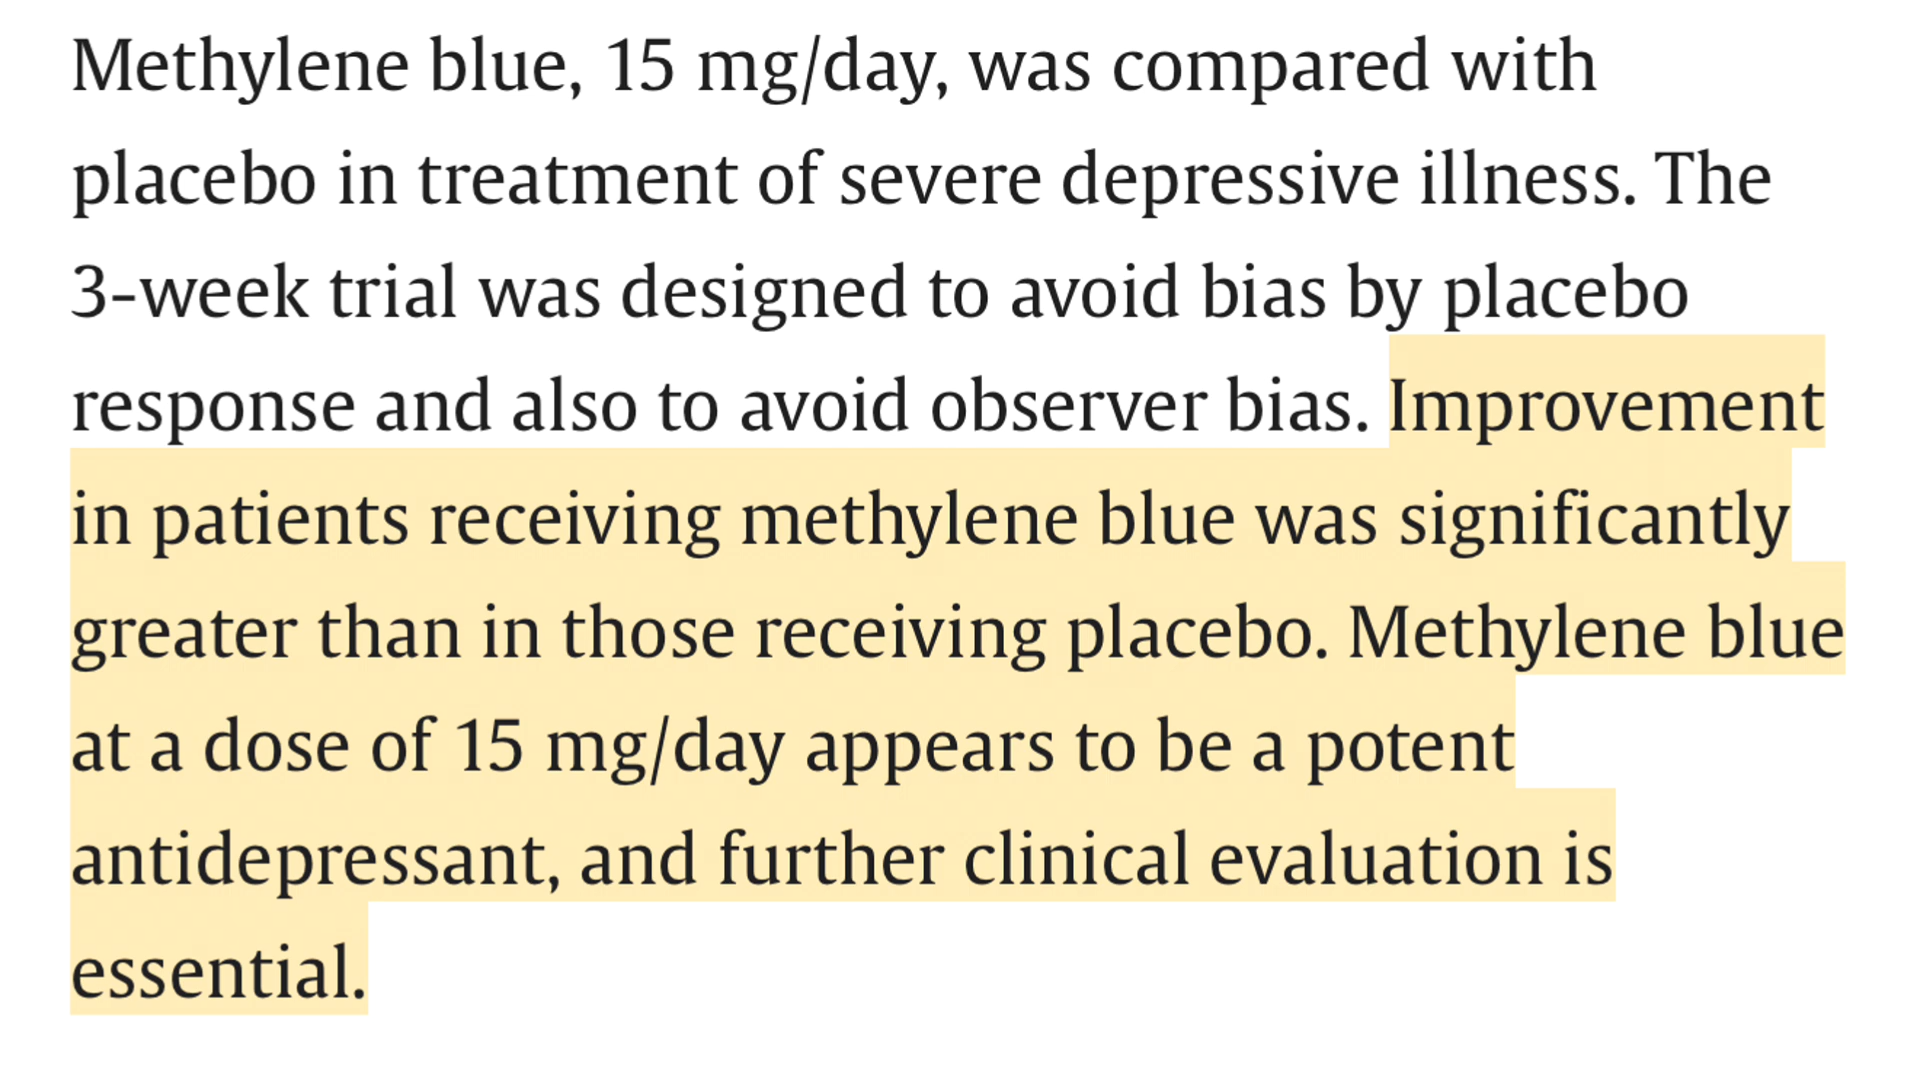 Methylene blue, 15 mg/day, was compared with
placebo in treatment of severe depressive illness. The
3-week trial was designed to avoid bias by placebo
response and also to avoid observer bias. Improvement
in patients receiving methylene blue was significantly
greater than in those receiving placebo. Methylene blue
at a dose of 15 mg/day appears to be a potent
antidepressant, and further clinical evaluation is
essential.